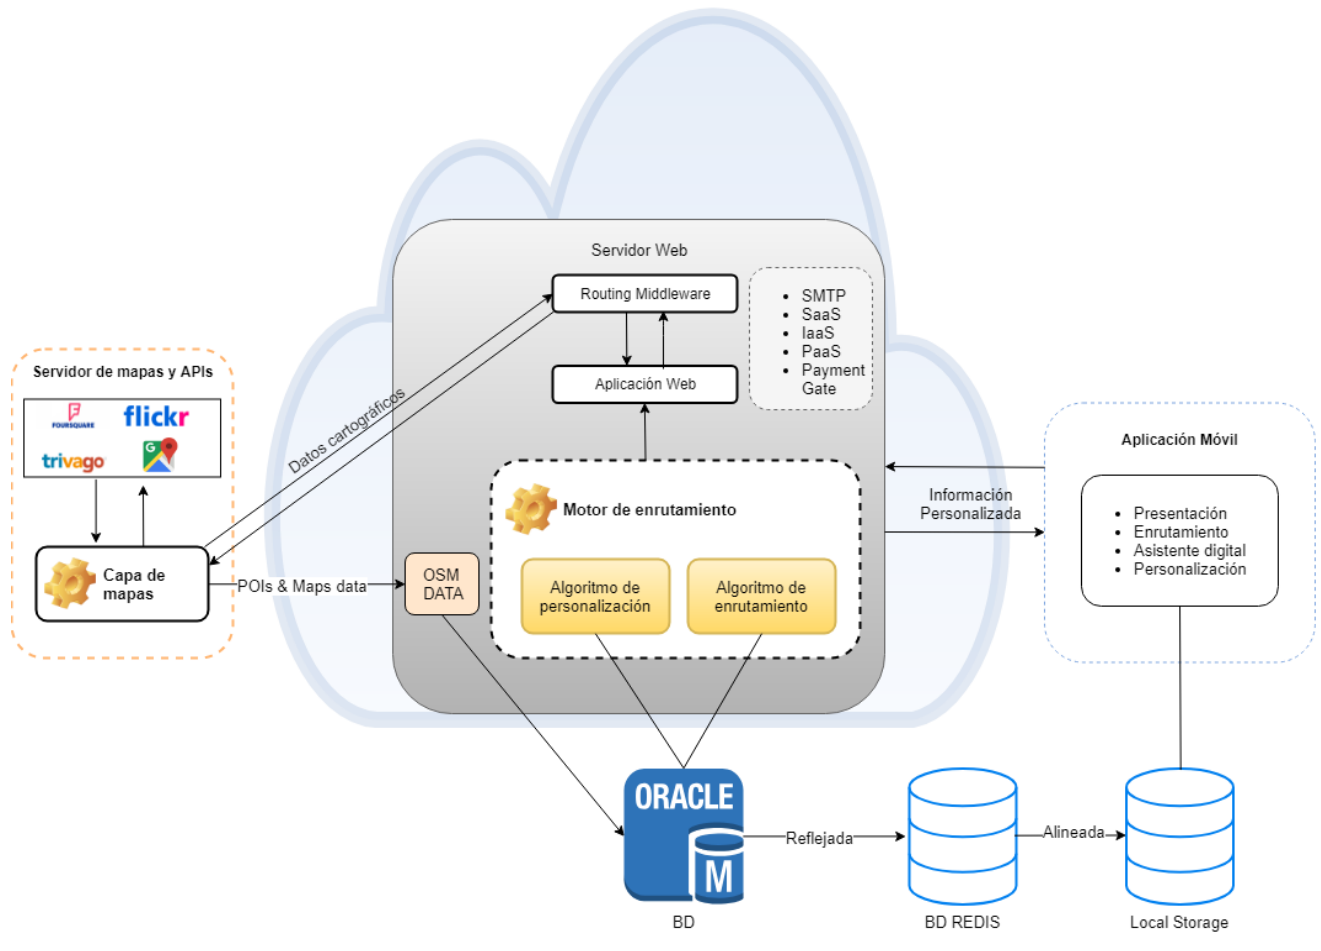 Servidor Web
Routing Middleware
Aplicación Web
• SMTP
• SaaS
• IaaS
• PaaS
• Payment
Gate
Servidor de mapas y APIs
FOURSQUARE
flickr
trivago
G
Capa de
mapas
Datos cartográficos
POIs & Maps data
OSM
DATA
Motor de enrutamiento
Algoritmo de
personalización
Algoritmo de
enrutamiento
Información
Personalizada
Aplicación Móvil
• Presentación
• Enrutamiento
• Asistente digital
• Personalización
ORACLE
M
BD
Reflejada
BD REDIS
Alineada
Local Storage